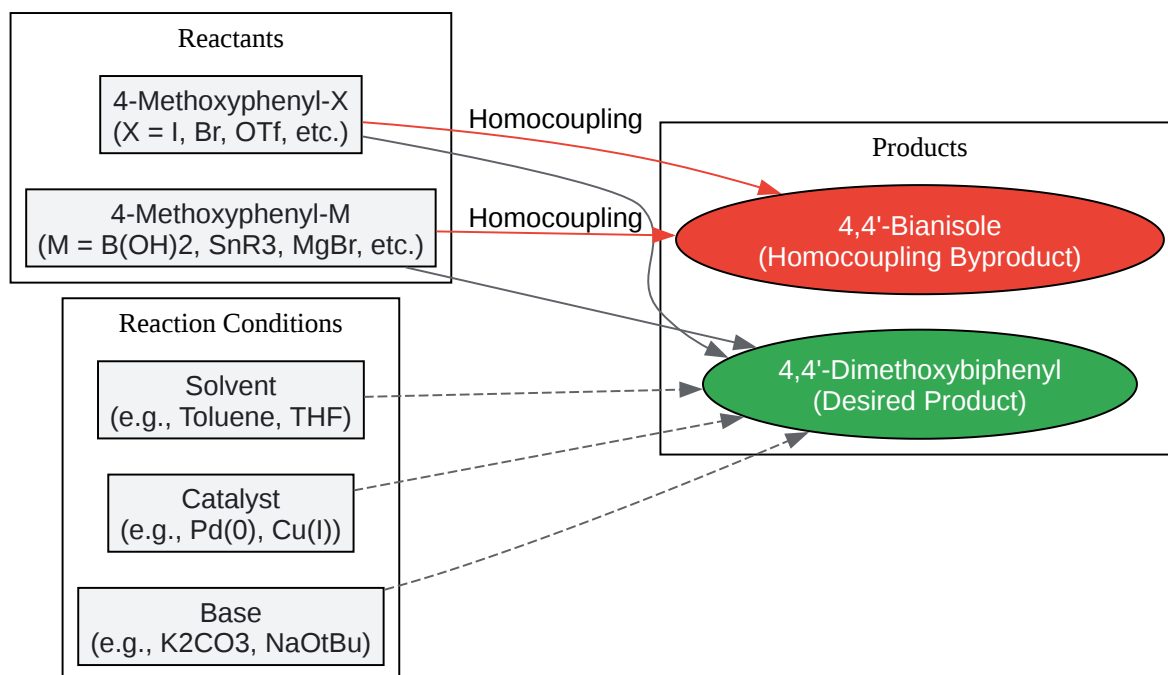 Reactants
4-Methoxyphenyl-X
(X = I, Br, OTf, etc.)
4-Methoxyphenyl-M
(M = B(OH)2, SnR3, MgBr, etc.)
Homocoupling
Homocoupling
Products
4,4'-Bianisole
(Homocoupling Byproduct)
4,4'-Dimethoxybiphenyl
(Desired Product)
Reaction Conditions
Solvent
(e.g., Toluene, THF)
Catalyst
(e.g., Pd(0), Cu(I))
Base
(e.g., K2CO3, NaOtBu)